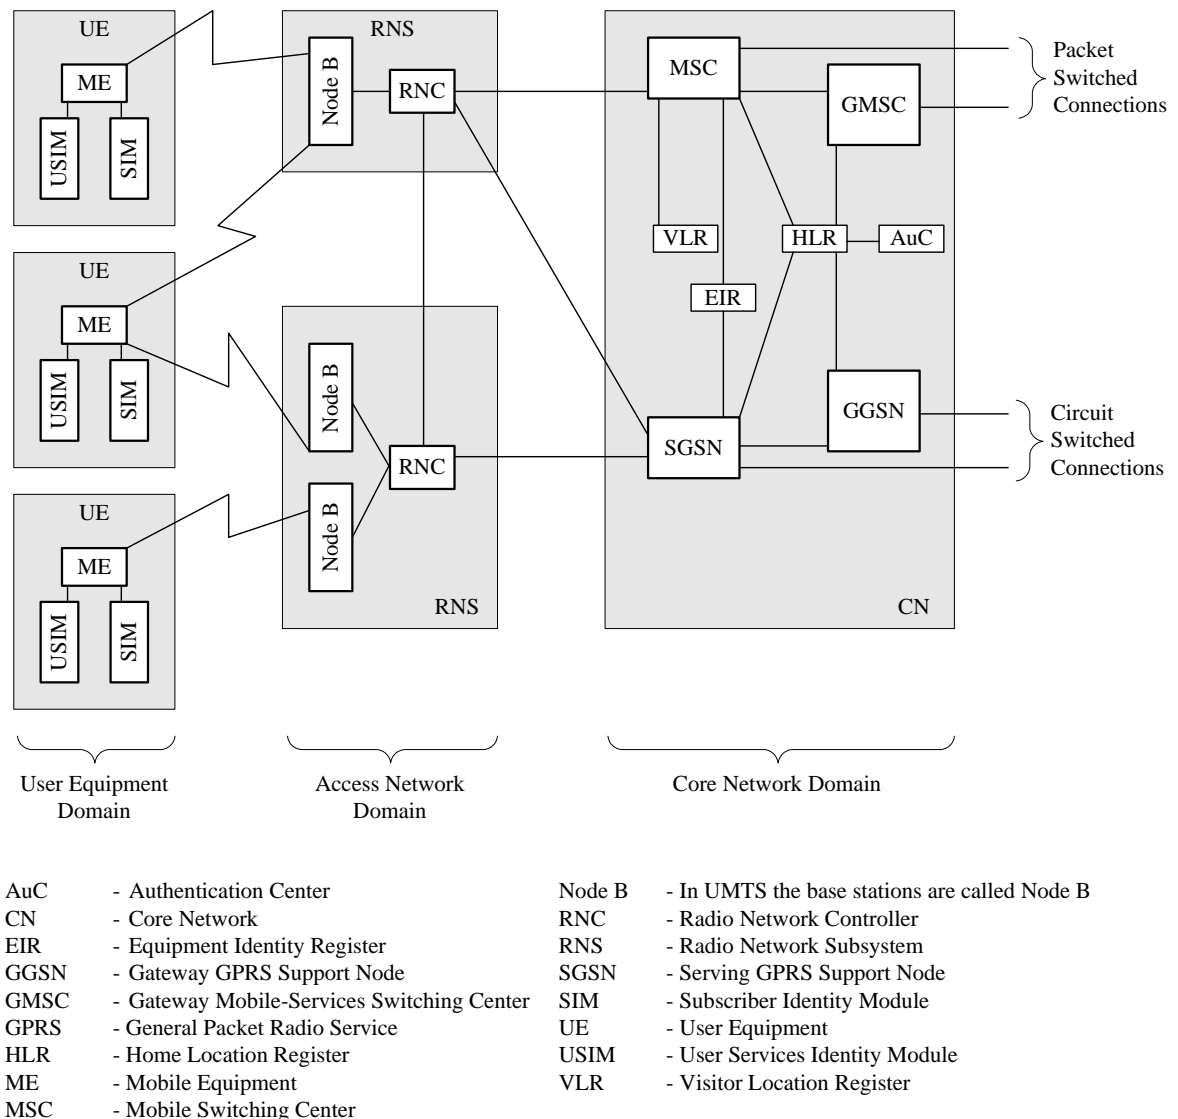 UE
ME
USIM
SIM
UE
ME
USIM
SIM
UE
ME
USIM
SIM
RNS
Node B
RNC
Node B
Node B
RNC
RNS
MSC
GMSC
VLR
HLR
AuC
EIR
GGSN
SGSN
CN
Packet
Switched
Connections
Circuit
Switched
Connections
User Equipment
Domain
Access Network
Domain
Core Network Domain
AuC - Authentication Center
CN - Core Network
EIR - Equipment Identity Register
GGSN - Gateway GPRS Support Node
GMSC - Gateway Mobile-Services Switching Center
GPRS - General Packet Radio Service
HLR - Home Location Register
ME - Mobile Equipment
MSC - Mobile Switching Center
Node B - In UMTS the base stations are called Node B
RNC - Radio Network Controller
RNS - Radio Network Subsystem
SGSN - Serving GPRS Support Node
SIM - Subscriber Identity Module
UE - User Equipment
USIM - User Services Identity Module
VLR - Visitor Location Register